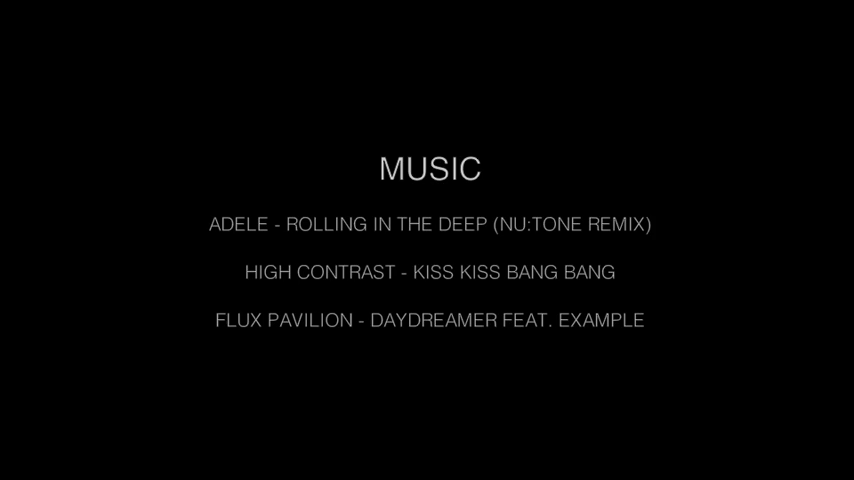 MUSIC
ADELE - ROLLING IN THE DEEP (NU:TONE REMIX)
HIGH CONTRAST - KISS KISS BANG BANG
FLUX PAVILION - DAYDREAMER FEAT. EXAMPLE